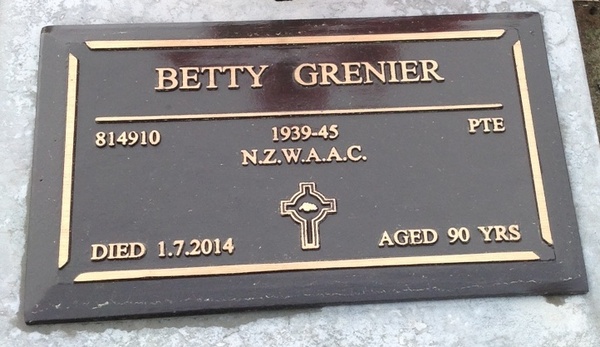 BETTY GRENIER
814910 1939-45 PTE
N.Z.W.A.A.C.
DIED 1.7.2014 AGED 90 YRS